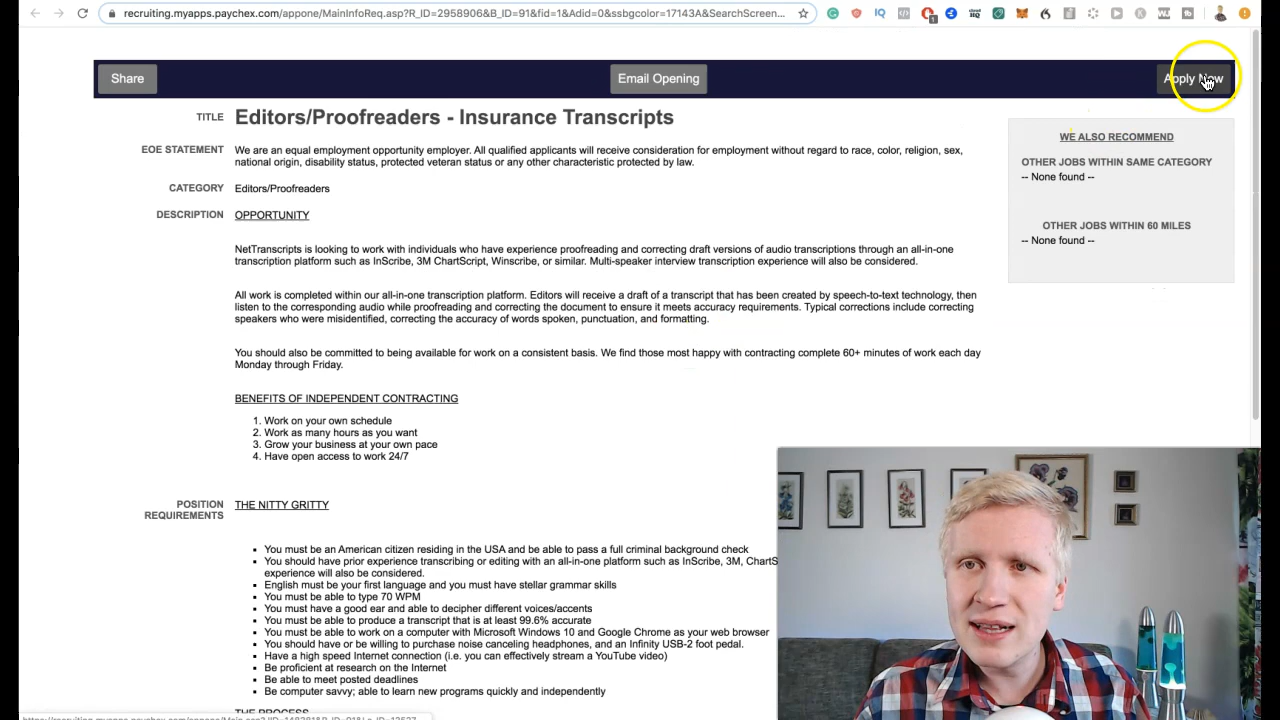 recruiting.myapps.paychex.com/appone/MainInfoReq.asp?R_ID=2958906&B_ID=91&fid=1&Adid=0&ssbgcolor=17143A&SearchScreen...
Share
Email Opening
Apply Now
TITLE
Editors/Proofreaders - Insurance Transcripts
EOE STATEMENT
We are an equal employment opportunity employer. All qualified applicants will receive consideration for employment without regard to race, color, religion, sex,
national origin, disability status, protected veteran status or any other characteristic protected by law.
CATEGORY
Editors/Proofreaders
DESCRIPTION
OPPORTUNITY
NetTranscripts is looking to work with individuals who have experience proofreading and correcting draft versions of audio transcriptions through an all-in-one
transcription platform such as InScribe, 3M ChartScript, Winscribe, or similar. Multi-speaker interview transcription experience will also be considered.
All work is completed within our all-in-one transcription platform. Editors will receive a draft of a transcript that has been created by speech-to-text technology, then
listen to the corresponding audio while proofreading and correcting the document to ensure it meets accuracy requirements. Typical corrections include correcting
speakers who were misidentified, correcting the accuracy of words spoken, punctuation, and formatting.
You should also be committed to being available for work on a consistent basis. We find those most happy with contracting complete 60+ minutes of work each day
Monday through Friday.
BENEFITS OF INDEPENDENT CONTRACTING
1. Work on your own schedule
2. Work as many hours as you want
3. Grow your business at your own pace
4. Have open access to work 24/7
POSITION
REQUIREMENTS
THE NITTY GRITTY
You must be an American citizen residing in the USA and be able to pass a full criminal background check
You should have prior experience transcribing or editing with an all-in-one platform such as InScribe, 3M, ChartS
experience will also be considered.
English must be your first language and you must have stellar grammar skills
You must be able to type 70 WPM
You must have a good ear and able to decipher different voices/accents
You must be able to produce a transcript that is at least 99.6% accurate
You must be able to work on a computer with Microsoft Windows 10 and Google Chrome as your web browser
You should have or be willing to purchase noise canceling headphones, and an Infinity USB-2 foot pedal.
Have a high speed Internet connection (i.e. you can effectively stream a YouTube video)
Be proficient at research on the Internet
Be able to meet posted deadlines
Be computer savvy; able to learn new programs quickly and independently
WE ALSO RECOMMEND
OTHER JOBS WITHIN SAME CATEGORY
-- None found --
OTHER JOBS WITHIN 60 MILES
-- None found --